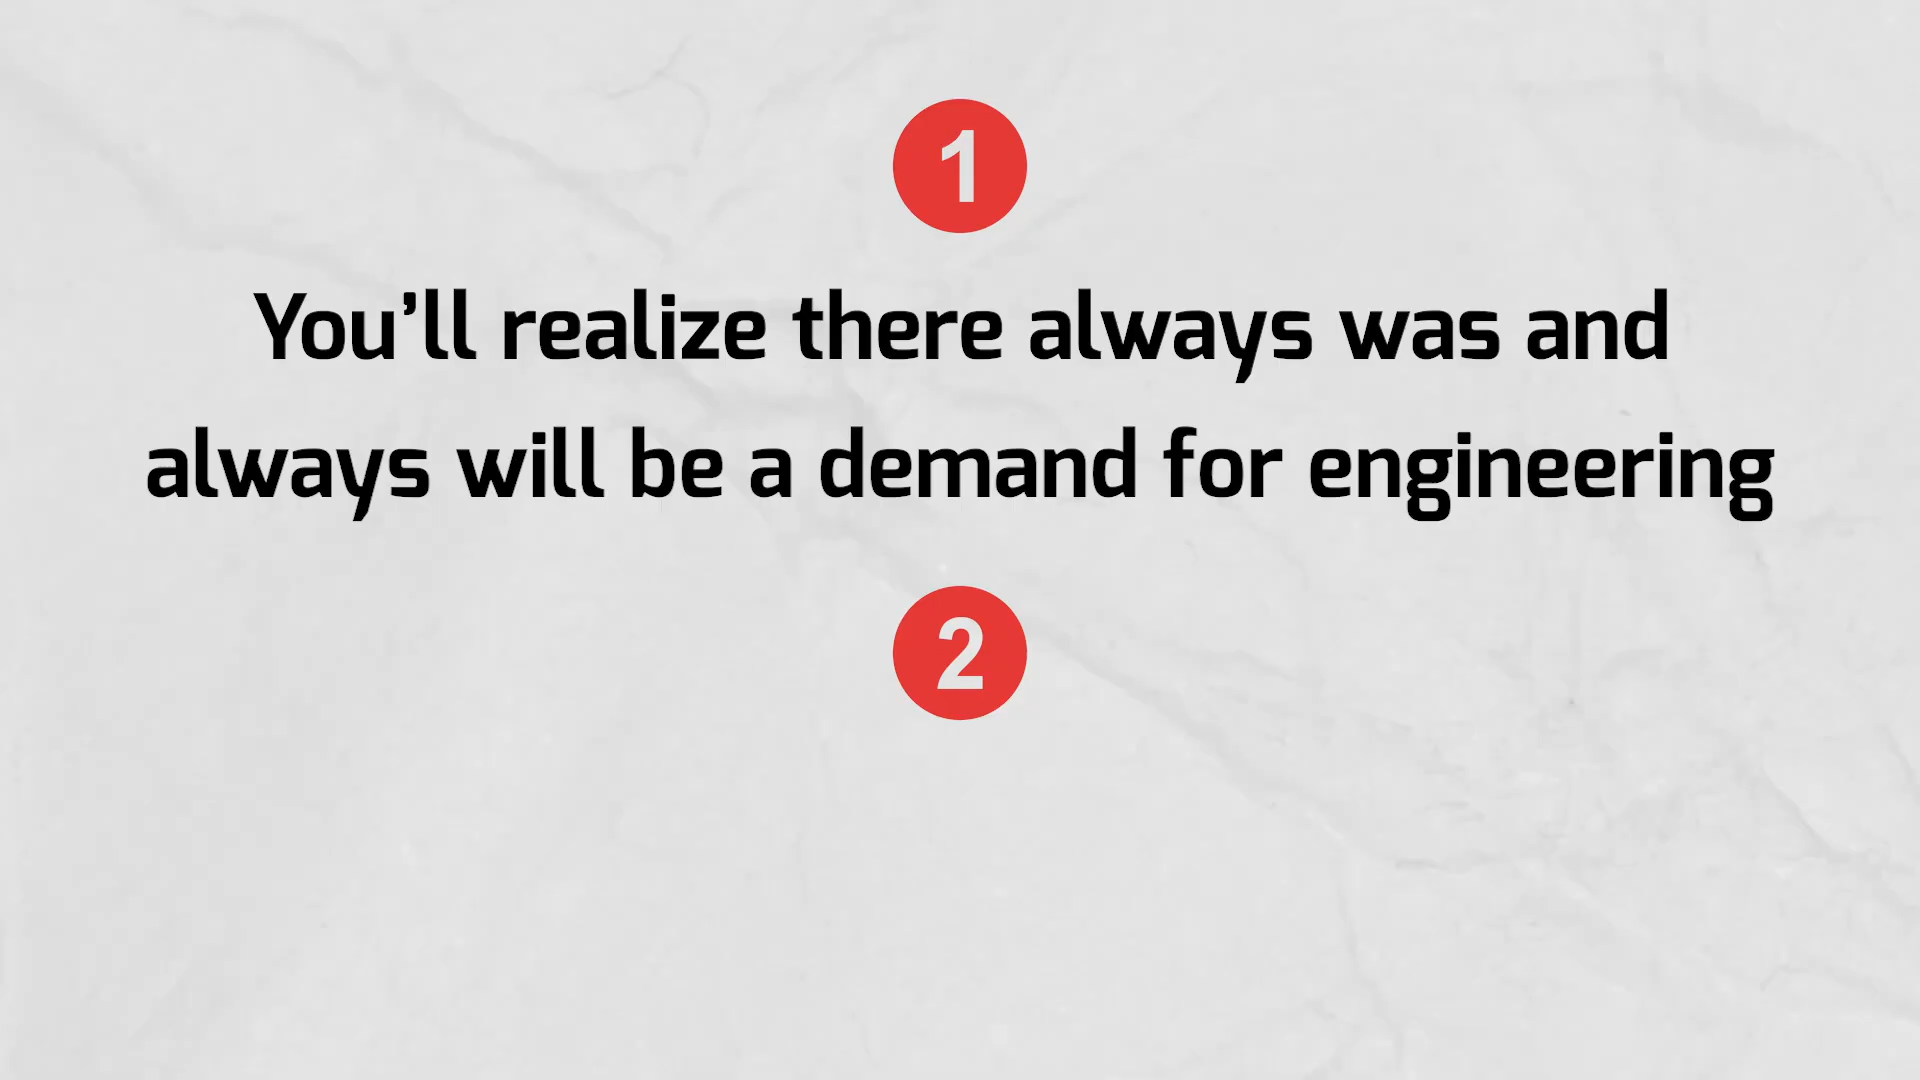 1
You’ll realize there always was and
always will be a demand for engineering
2